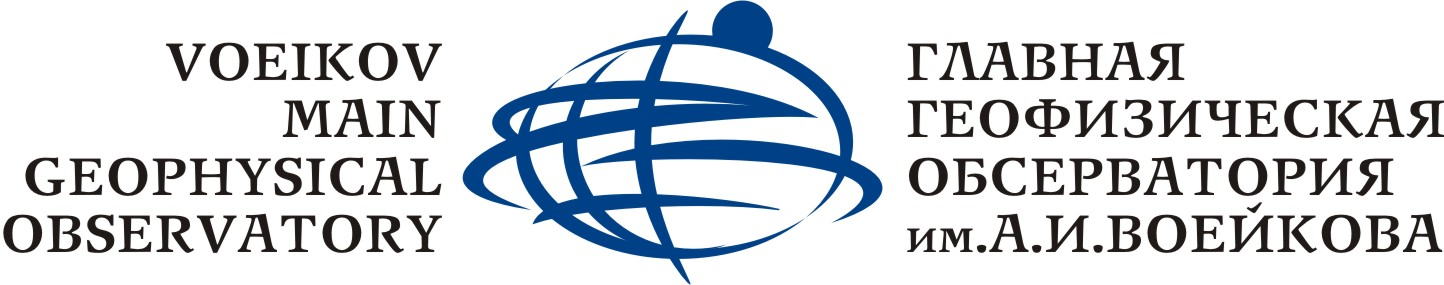 VOEIKOV
MAIN
GEOPHYSICAL
OBSERVATORY
ГЛАВНАЯ
ГЕОФИЗИЧЕСКАЯ
ОБСЕРВАТОРИЯ
им.А.И.ВОЕЙКОВА